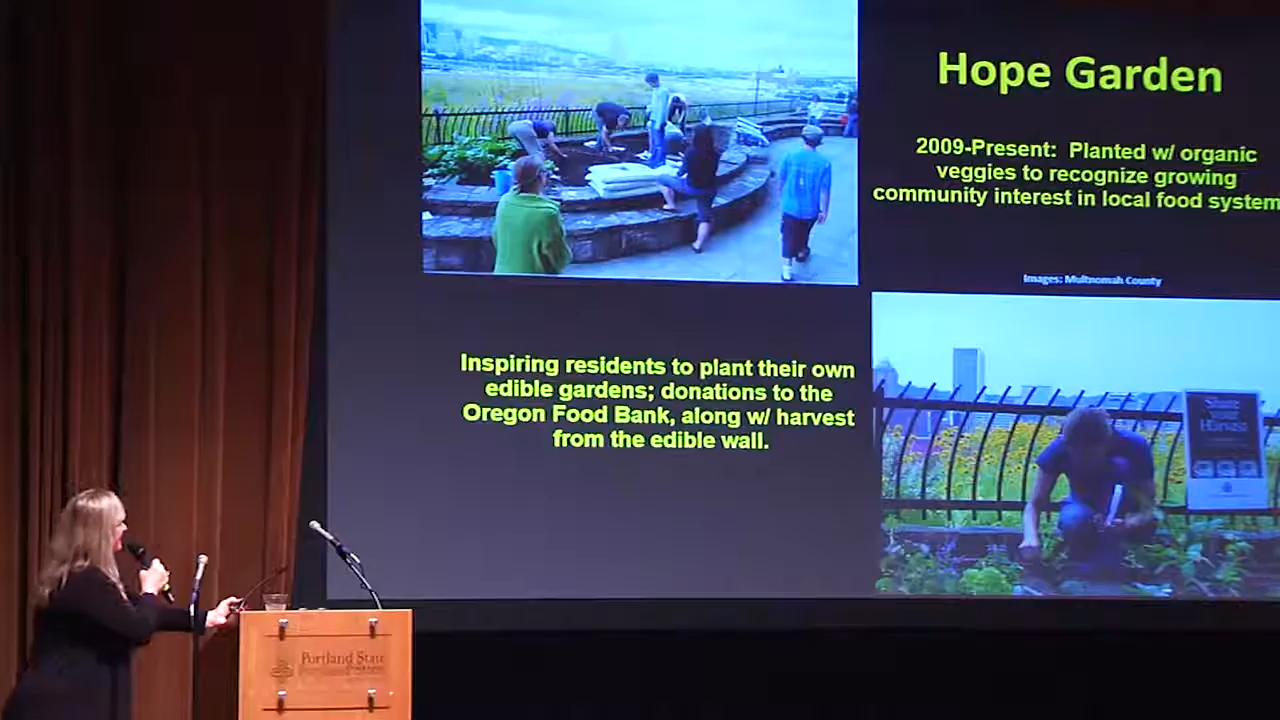 Hope Garden
2009-Present: Planted w/ organic
veggies to recognize growing
community interest in local food system
Images: Multnomah County
Inspiring residents to plant their own
edible gardens; donations to the
Oregon Food Bank, along w/ harvest
from the edible wall.
Share
Harvest
Portland State